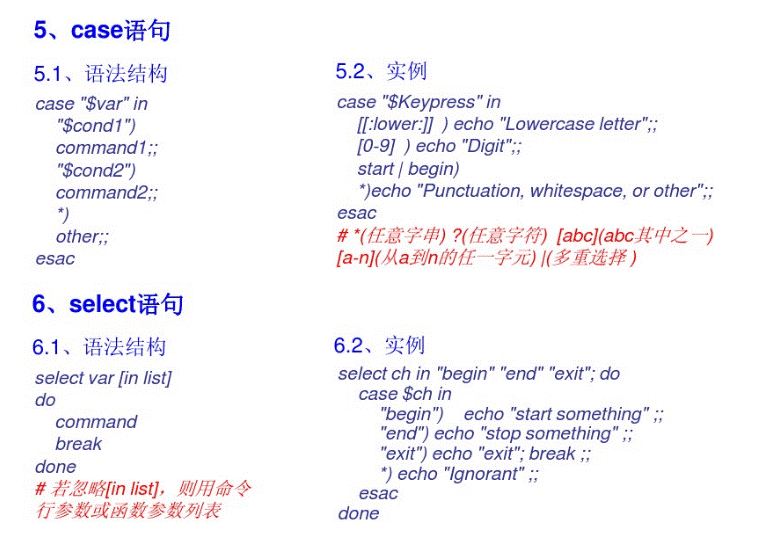 5、case语句
5.1、语法结构
case "$var" in
"$cond1")
command1;;
"$cond2")
command2;;
*)
other;;
esac
5.2、实例
case "$Keypress" in
[[:lower:]] ) echo "Lowercase letter";;
[0-9] ) echo "Digit";;
start | begin)
*)echo "Punctuation, whitespace, or other";;
esac
# *(任意字串) ?(任意字符) [abc](abc其中之一)
[a-n](从a到n的任一字元) |(多重选择 )
6、select语句
6.1、语法结构
select var [in list]
do
command
break
done
# 若忽略[in list]，则用命令
行参数或函数参数列表
6.2、实例
select ch in "begin" "end" "exit"; do
case $ch in
"begin") echo "start something" ;;
"end") echo "stop something" ;;
"exit") echo "exit"; break ;;
*) echo "Ignorant" ;;
esac
done